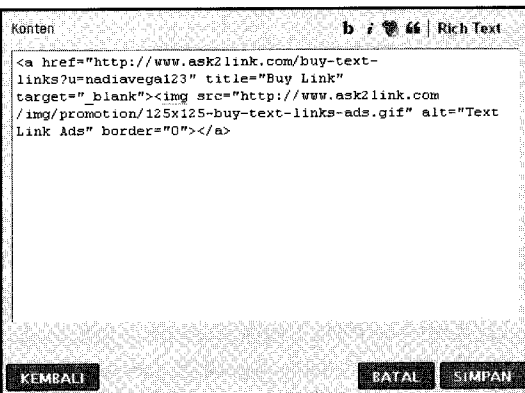 Konten b i “ Rich Text
<a href="http://www.ask2link.com/buy-text-
links?u=nadiavega123" title="Buy Link"
target="_blank"><img src="http://www.ask2link.com
/img/promotion/125x125-buy-text-links-ads.gif" alt="Text
Link Ads" border="0"></a>
KEMBALI BATAL SIMPAN